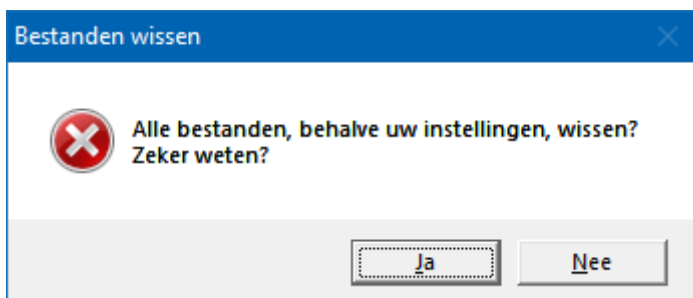 Bestanden wissen
Alle bestanden, behalve uw instellingen, wissen?
Zeker weten?
Ja
Nee